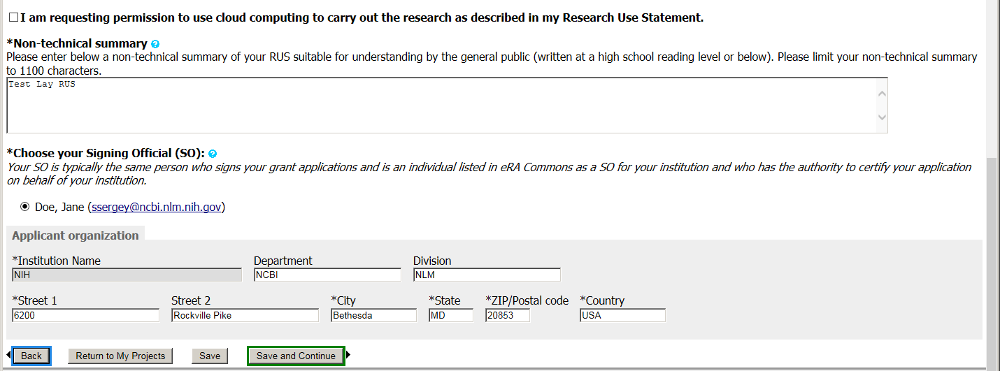 I am requesting permission to use cloud computing to carry out the research as described in my Research Use Statement.
*Non-technical summary ?
Please enter below a non-technical summary of your RUS suitable for understanding by the general public (written at a high school reading level or below). Please limit your non-technical summary
to 1100 characters.
Test Lay RUS
*Choose your Signing Official (SO): ?
Your SO is typically the same person who signs your grant applications and is an individual listed in eRA Commons as a SO for your institution and who has the authority to certify your application
on behalf of your institution.
Doe, Jane (ssergey@ncbi.nlm.nih.gov)
Applicant organization
*Institution Name Department Division
NIH NCBI NLM
*Street 1 Street 2 *City *State *ZIP/Postal code *Country
6200 Rockville Pike Bethesda MD 20853 USA
Back Return to My Projects Save Save and Continue